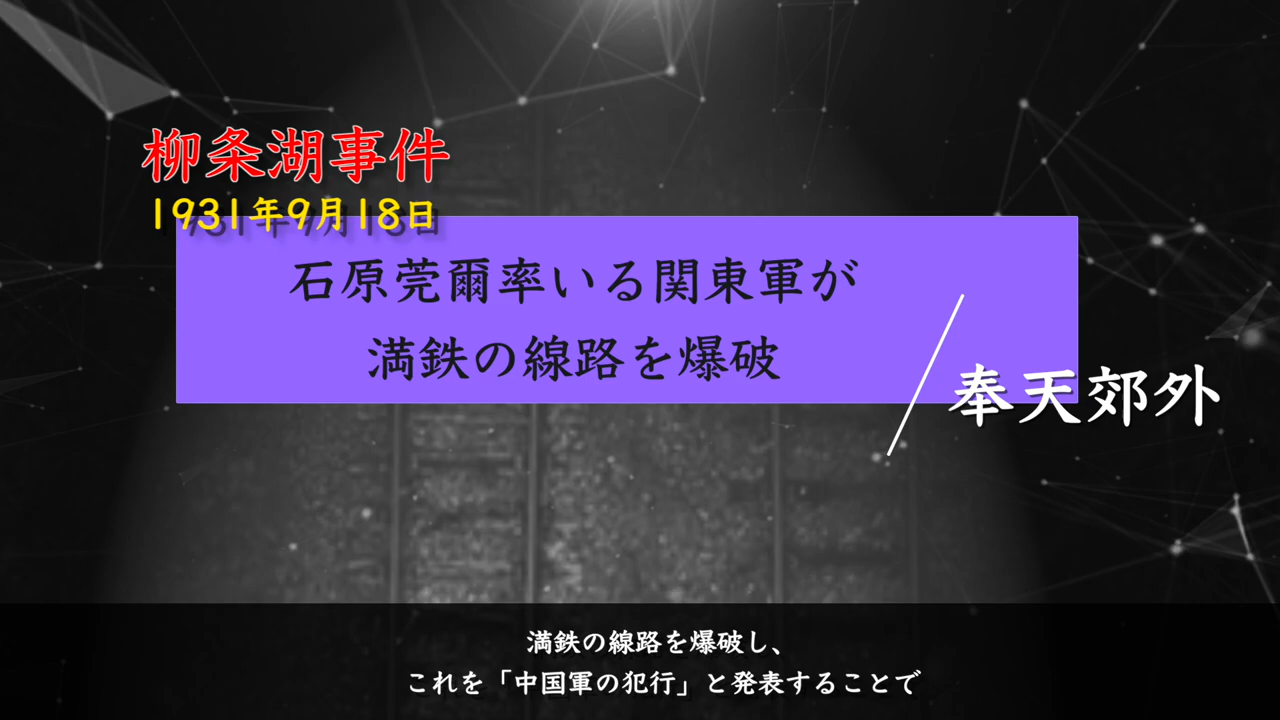 柳条湖事件
1931年9月18日
石原莞爾率いる関東軍が
満鉄の線路を爆破
奉天郊外
満鉄の線路を爆破し、
これを「中国軍の犯行」と発表することで